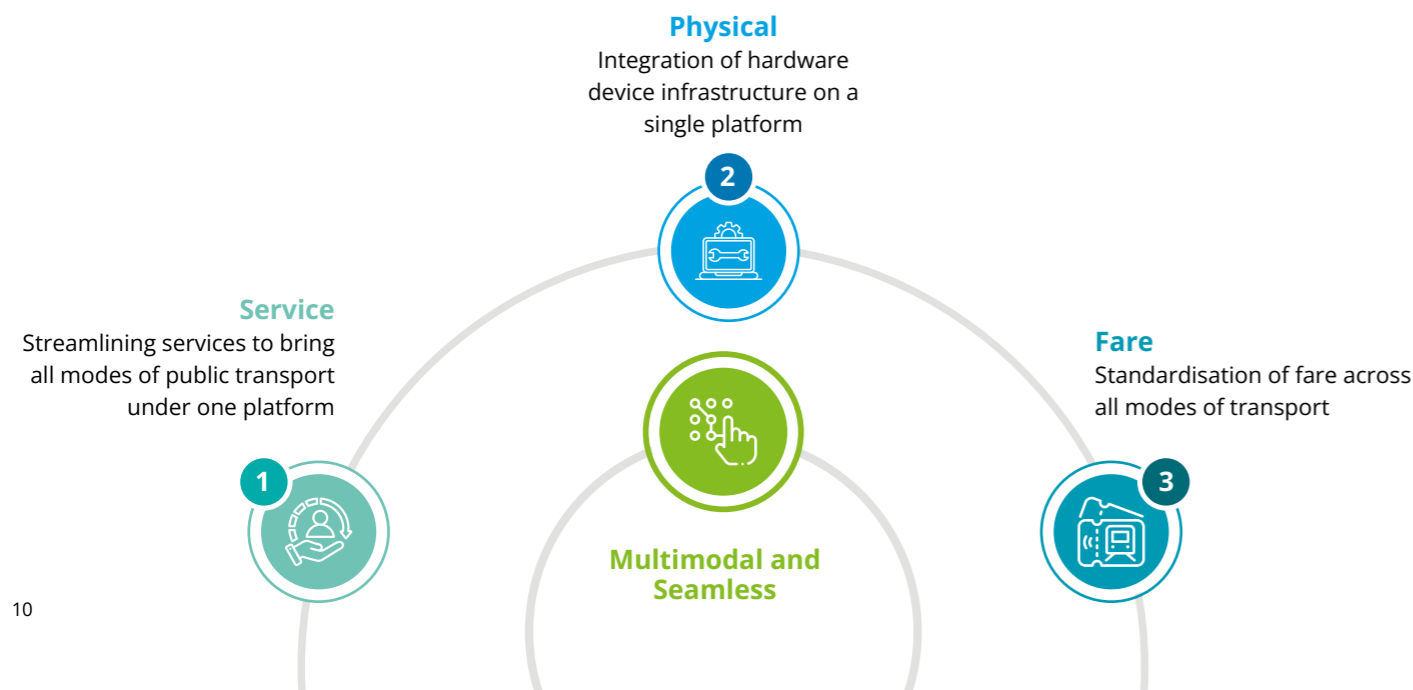 Physical
Integration of hardware
device infrastructure on a
single platform
2
Service
Streamlining services to bring
all modes of public transport
under one platform
1
Fare
Standardisation of fare across
all modes of transport
3
Multimodal and
Seamless
10